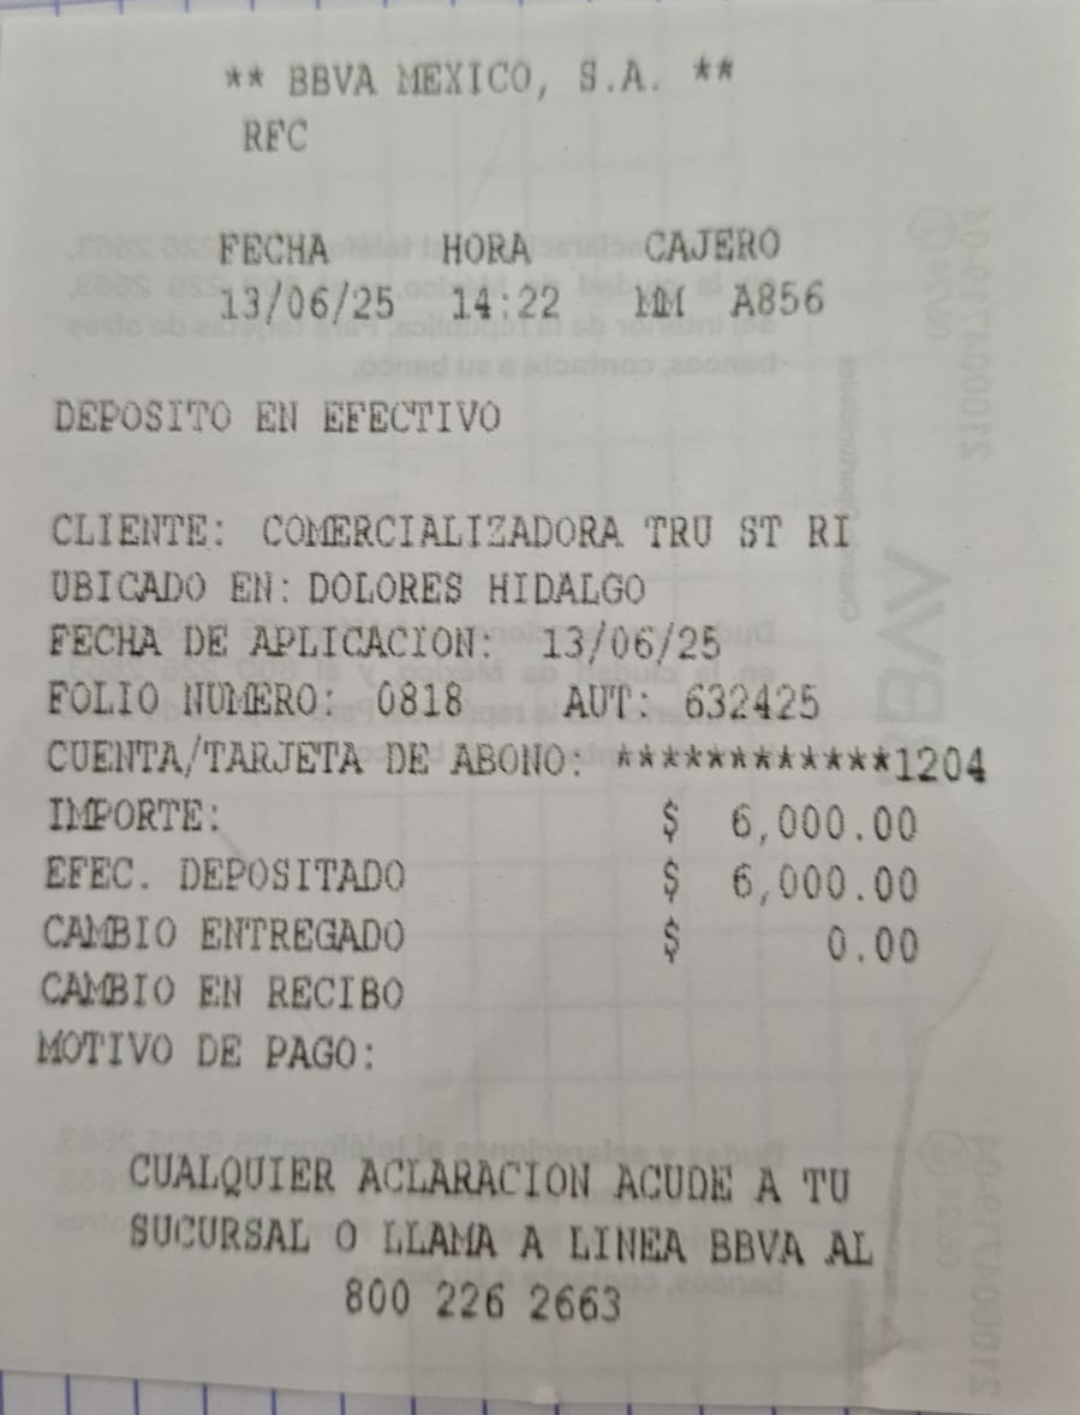 ** BBVA MEXICO, S.A. **
RFC
FECHA HORA CAJERO
13/06/25 14:22 MM A856
DEPOSITO EN EFECTIVO
CLIENTE: COMERCIALIZADORA TRU ST RI
UBICADO EN: DOLORES HIDALGO
FECHA DE APLICACION: 13/06/25
FOLIO NUMERO: 0818 AUT: 632425
CUENTA/TARJETA DE ABONO: ************1204
IMPORTE: $ 6,000.00
EFEC. DEPOSITADO $ 6,000.00
CAMBIO ENTREGADO $ 0.00
CAMBIO EN RECIBO
MOTIVO DE PAGO:
CUALQUIER ACLARACION ACUDE A TU
SUCURSAL O LLAMA A LINEA BBVA AL
800 226 2663